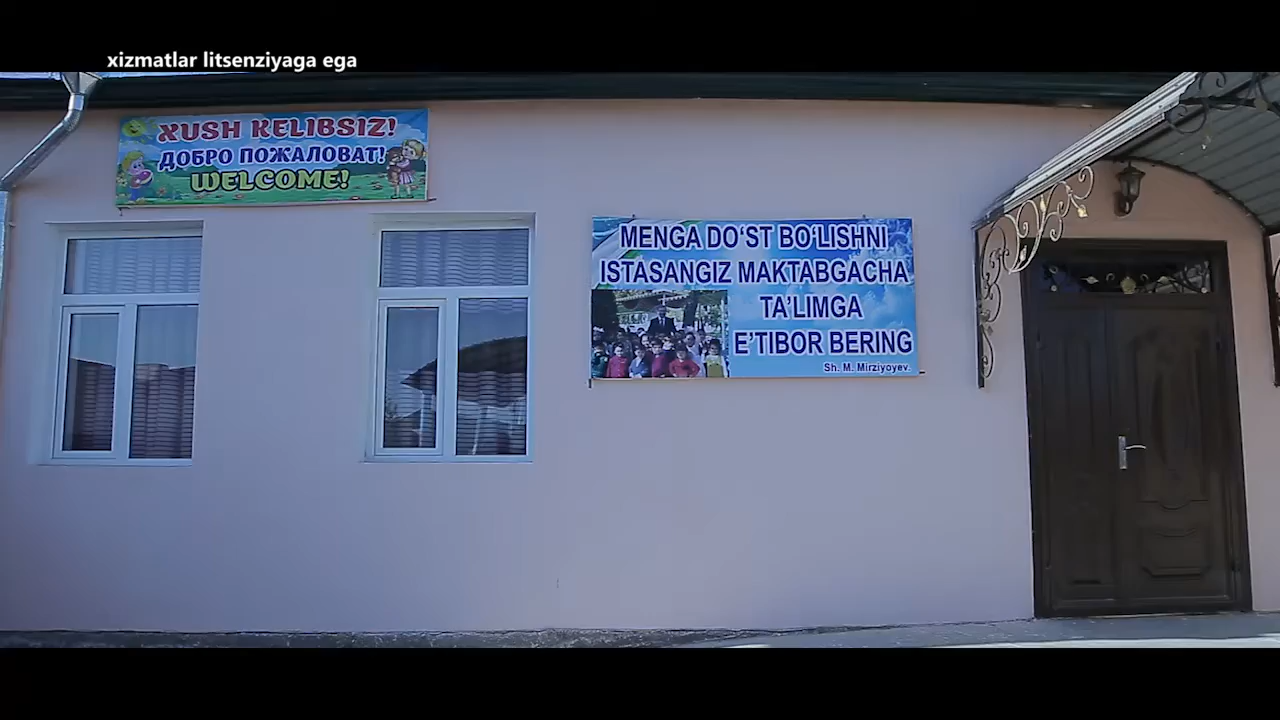 xizmatlar litsenziyaga ega
XUSH KELIBSIZ!
ДОБРО ПОЖАЛОВАТ!
WELCOME!
MENGA DO‘ST BO‘LISHNI
ISTASANGIZ MAKTABGACHA
TA’LIMGA
E’TIBOR BERING
Sh. M. Mirziyoyev.